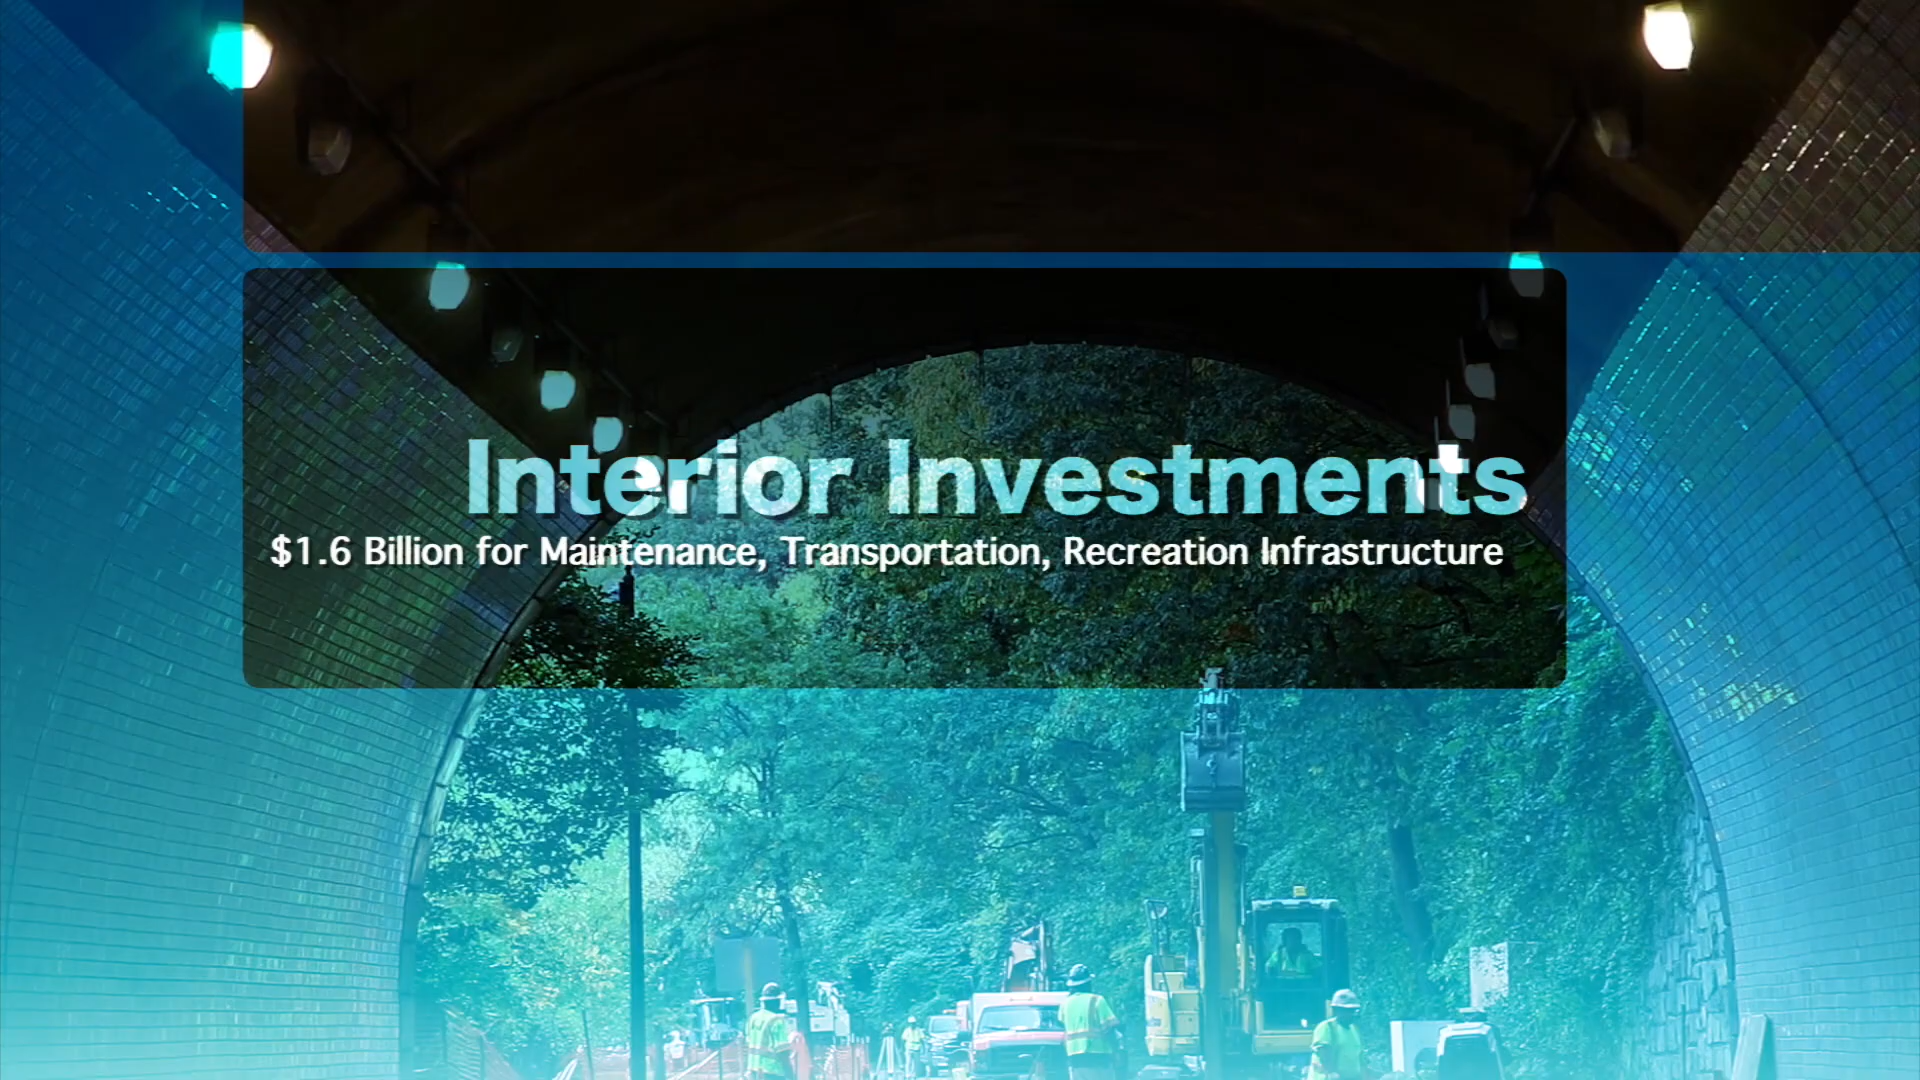 Interior Investments
$1.6 Billion for Maintenance, Transportation, Recreation Infrastructure